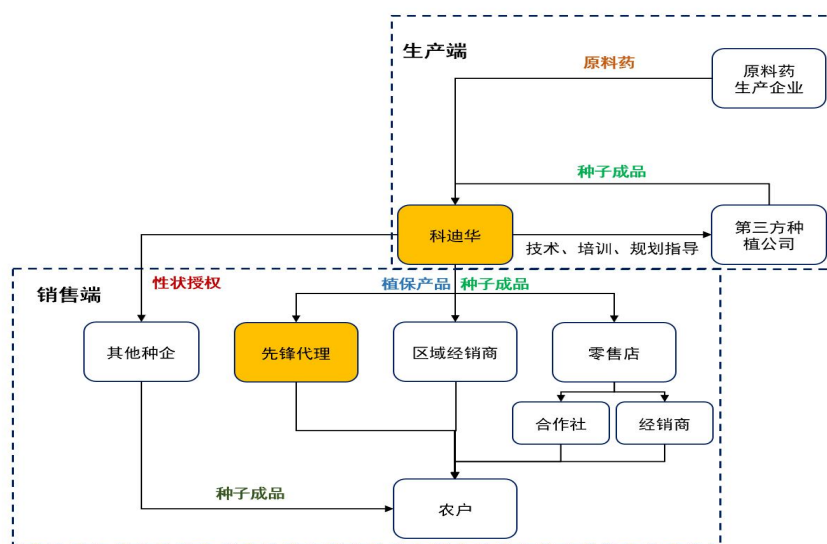 生产端
原料药
原料药
生产企业
种子成品
科迪华
第三方种
植公司
技术、培训、规划指导
性状授权
植保产品 种子成品
销售端
其他种企
先锋代理
区域经销商
零售店
合作社
经销商
种子成品
农户